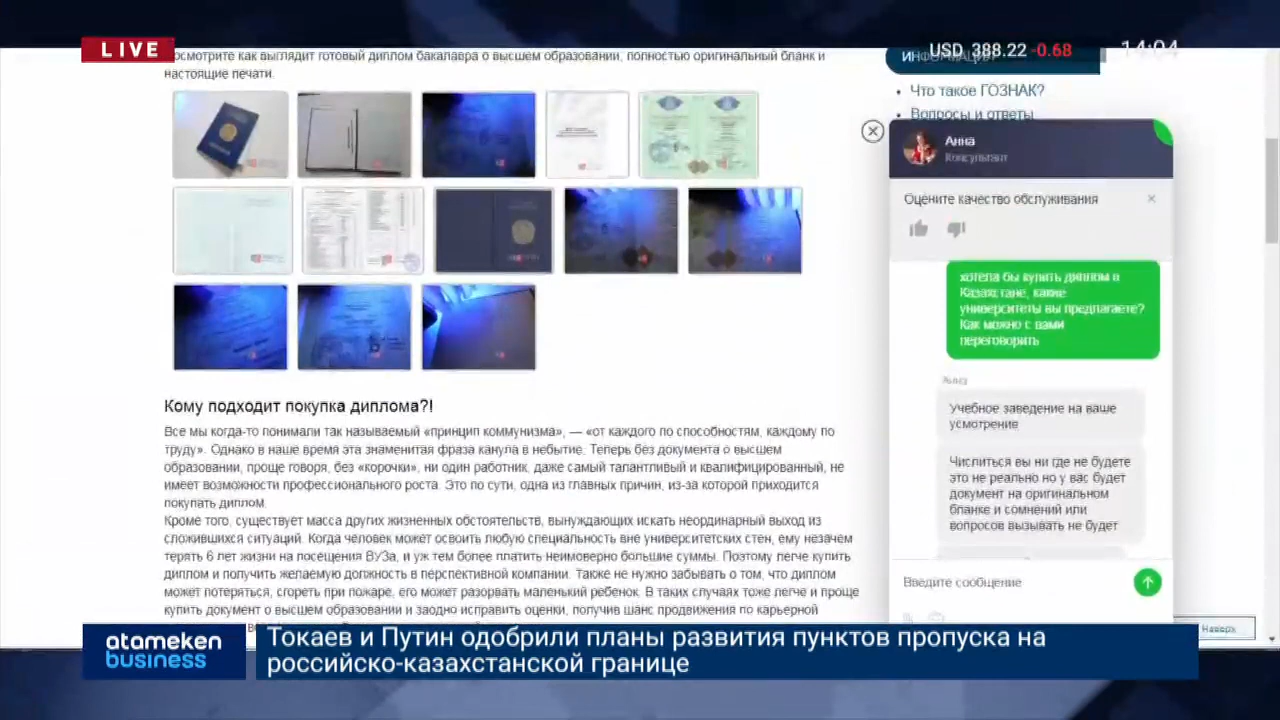 LIVE
USD 388.22 -0.68
14:04
посмотрите как выглядит готовый диплом бакалавра о высшем образовании, полностью оригинальный бланк и
настоящие печати.
Кому подходит покупка диплома?!
Все мы когда-то понимали так называемый «принцип коммунизма», — «от каждого по способностям, каждому по
труду». Однако в наше время эта знаменитая фраза канула в небытие. Теперь без документа о высшем
образовании, проще говоря, без «корочки», ни один работник, даже самый талантливый и квалифицированный, не
имеет возможности профессионального роста. Это по сути, одна из главных причин, из-за которой приходится
покупать диплом.
Кроме того, существует масса других жизненных обстоятельств, вынуждающих искать неординарный выход из
сложившихся ситуаций. Когда человек может освоить любую специальность вне университетских стен, ему незачем
терять 6 лет жизни на посещения ВУЗа, и уж тем более платить неимоверно большие суммы. Поэтому легче купить
диплом и получить желаемую должность в перспективной компании. Также не нужно забывать о том, что диплом
может потеряться, сгореть при пожаре, его может разорвать маленький ребенок. В таких случаях тоже легче и проще
купить документ о высшем образовании и заодно исправить оценки, получив шанс продвижения по карьерной
ИНФОРМАЦИЯ
• Что такое ГОЗНАК?
• Вопросы и ответы
Анна
Консультант
Оцените качество обслуживания
хотела бы купить диплом в
Казахстане, какие
университеты вы предлагаете?
Как можно с вами
переговорить
Учебное заведение на ваше
усмотрение
Числиться вы ни где не будете
это не реально но у вас будет
документ на оригинальном
бланке и сомнений или
вопросов вызывать не будет
Введите сообщение
Наверх
atameken
business
Токаев и Путин одобрили планы развития пунктов пропуска на
российско-казахстанской границе